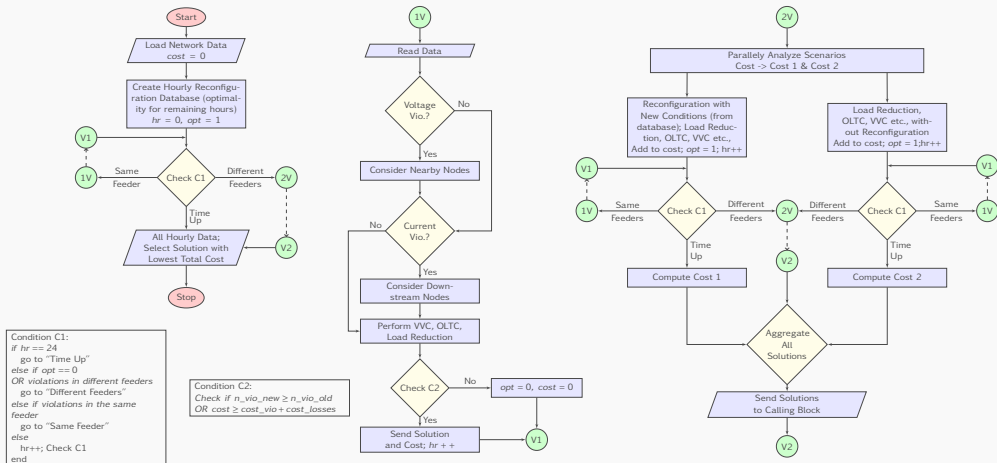 Start
Load Network Data
cost = 0
Create Hourly Reconfigu-
ration Database (optimal-
ity for remaining hours)
hr = 0, opt = 1
V1
1V
Same
Feeder
Check C1
Different
Feeders
2V
Time
Up
V2
All Hourly Data;
Select Solution with
Lowest Total Cost
Stop
Condition C1:
if hr == 24
go to "Time Up"
else if opt == 0
OR violations in different feeders
go to "Different Feeders"
else if violations in the same
feeder
go to "Same Feeder"
else
hr++; Check C1
end
Condition C2:
Check if n_vio_new ≥ n_vio_old
OR cost ≥ cost_vio + cost_losses
1V
Read Data
Voltage
Vio.?
No
Yes
Consider Nearby Nodes
Current
Vio.?
No
Yes
Consider Down-
stream Nodes
Perform VVC, OLTC,
Load Reduction
Check C2
No
opt = 0, cost = 0
Yes
Send Solution
and Cost; hr + +
V1
2V
Parallely Analyze Scenarios
Cost -> Cost 1 & Cost 2
Reconfiguration with
New Conditions (from
database); Load Reduc-
tion, OLTC, VVC etc.,
Add to cost; opt = 1; hr++
Load Reduction,
OLTC, VVC etc., with-
out Reconfiguration
Add to cost; opt = 1;hr++
V1
1V
Same
Feeders
Check C1
Different
Feeders
2V
Different
Feeders
Check C1
Same
Feeders
V1
1V
Time
Up
V2
Time
Up
Compute Cost 1
Compute Cost 2
Aggregate
All
Solutions
Send Solutions
to Calling Block
V2